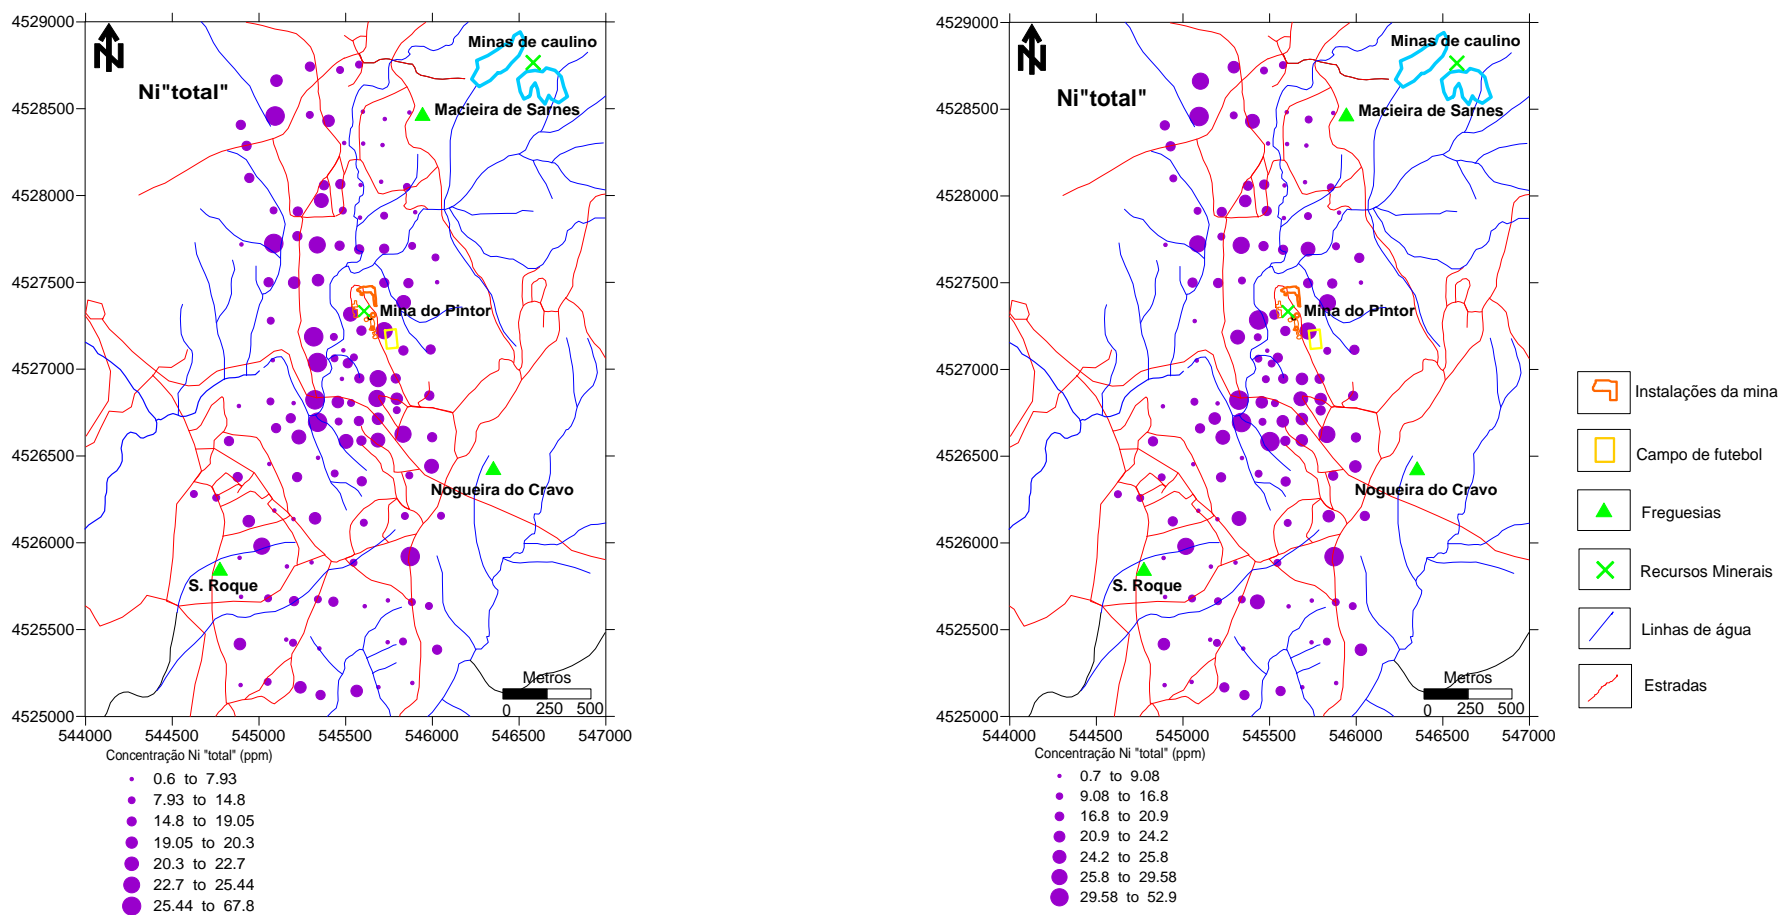 4529000
4528500
4528000
4527500
4527000
4526500
4526000
4525500
4525000
544000 544500 545000 545500 546000 546500 547000
N
Ni"total"
Minas de caulino
Macieira de Sarnes
Mina do Pintor
Nogueira do Cravo
S. Roque
Metros
0 250 500
Concentração Ni "total" (ppm)
0.6 to 7.93
7.93 to 14.8
14.8 to 19.05
19.05 to 20.3
20.3 to 22.7
22.7 to 25.44
25.44 to 67.8
4529000
4528500
4528000
4527500
4527000
4526500
4526000
4525500
4525000
544000 544500 545000 545500 546000 546500 547000
N
Ni"total"
Minas de caulino
Macieira de Sarnes
Mina do Pintor
Nogueira do Cravo
S. Roque
Metros
0 250 500
Concentração Ni "total" (ppm)
0.7 to 9.08
9.08 to 16.8
16.8 to 20.9
20.9 to 24.2
24.2 to 25.8
25.8 to 29.58
29.58 to 52.9
Instalações da mina
Campo de futebol
Freguesias
Recursos Minerais
Linhas de água
Estradas